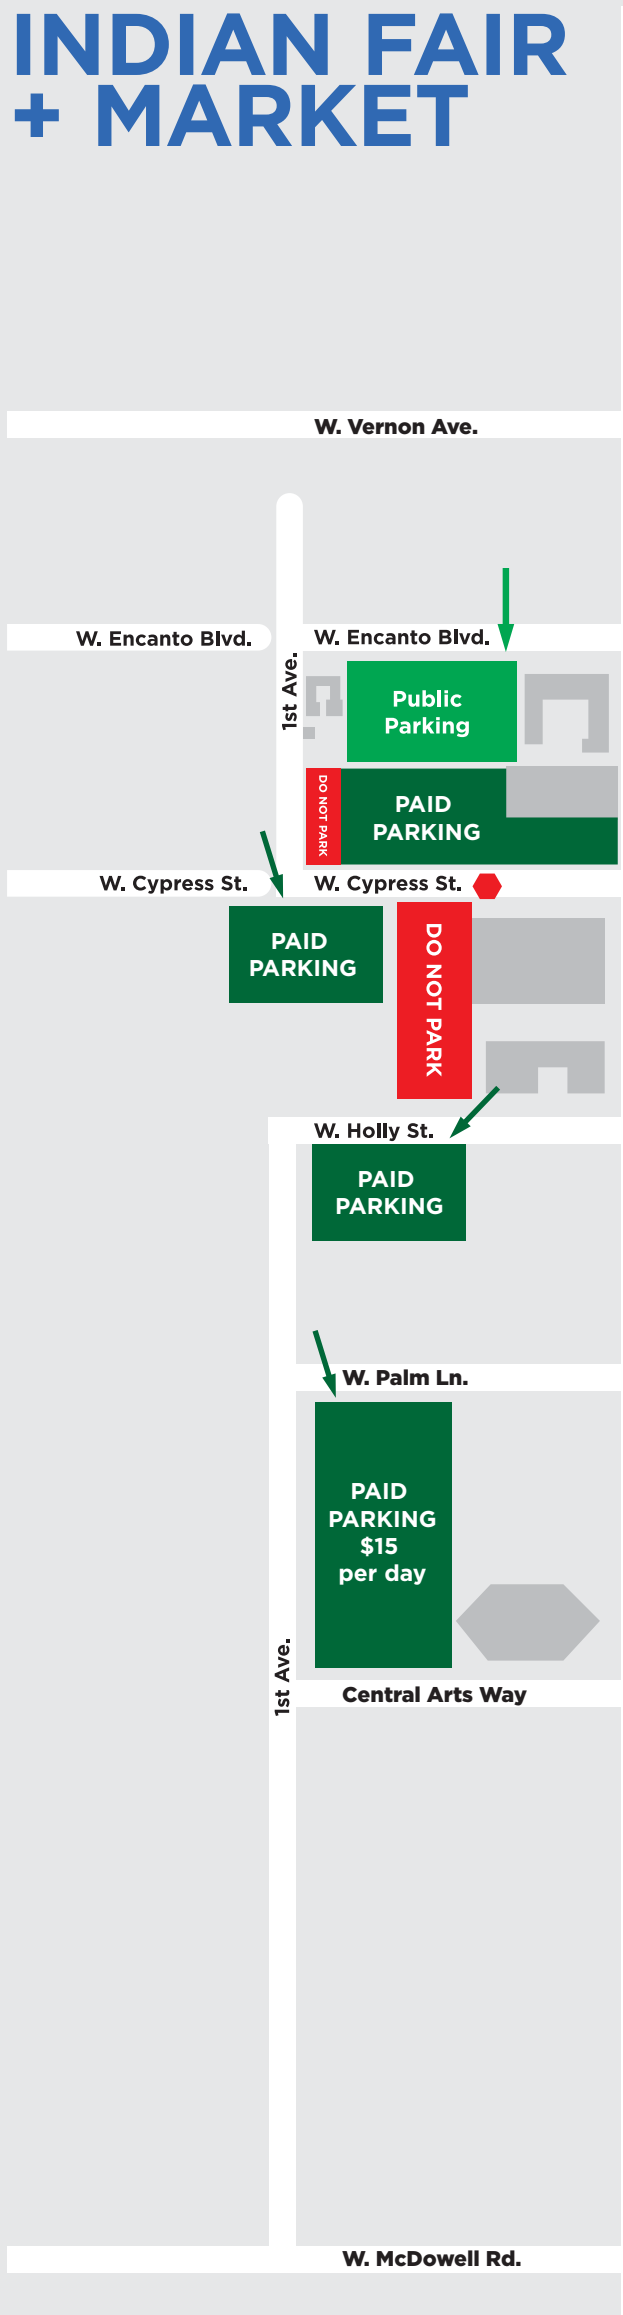 INDIAN FAIR
+ MARKET
W. Vernon Ave.
W. Encanto Blvd.
W. Encanto Blvd.
1st Ave.
Public
Parking
DO NOT PARK
PAID
PARKING
W. Cypress St.
W. Cypress St.
PAID
PARKING
DO NOT PARK
W. Holly St.
PAID
PARKING
W. Palm Ln.
PAID
PARKING
$15
per day
1st Ave.
Central Arts Way
W. McDowell Rd.